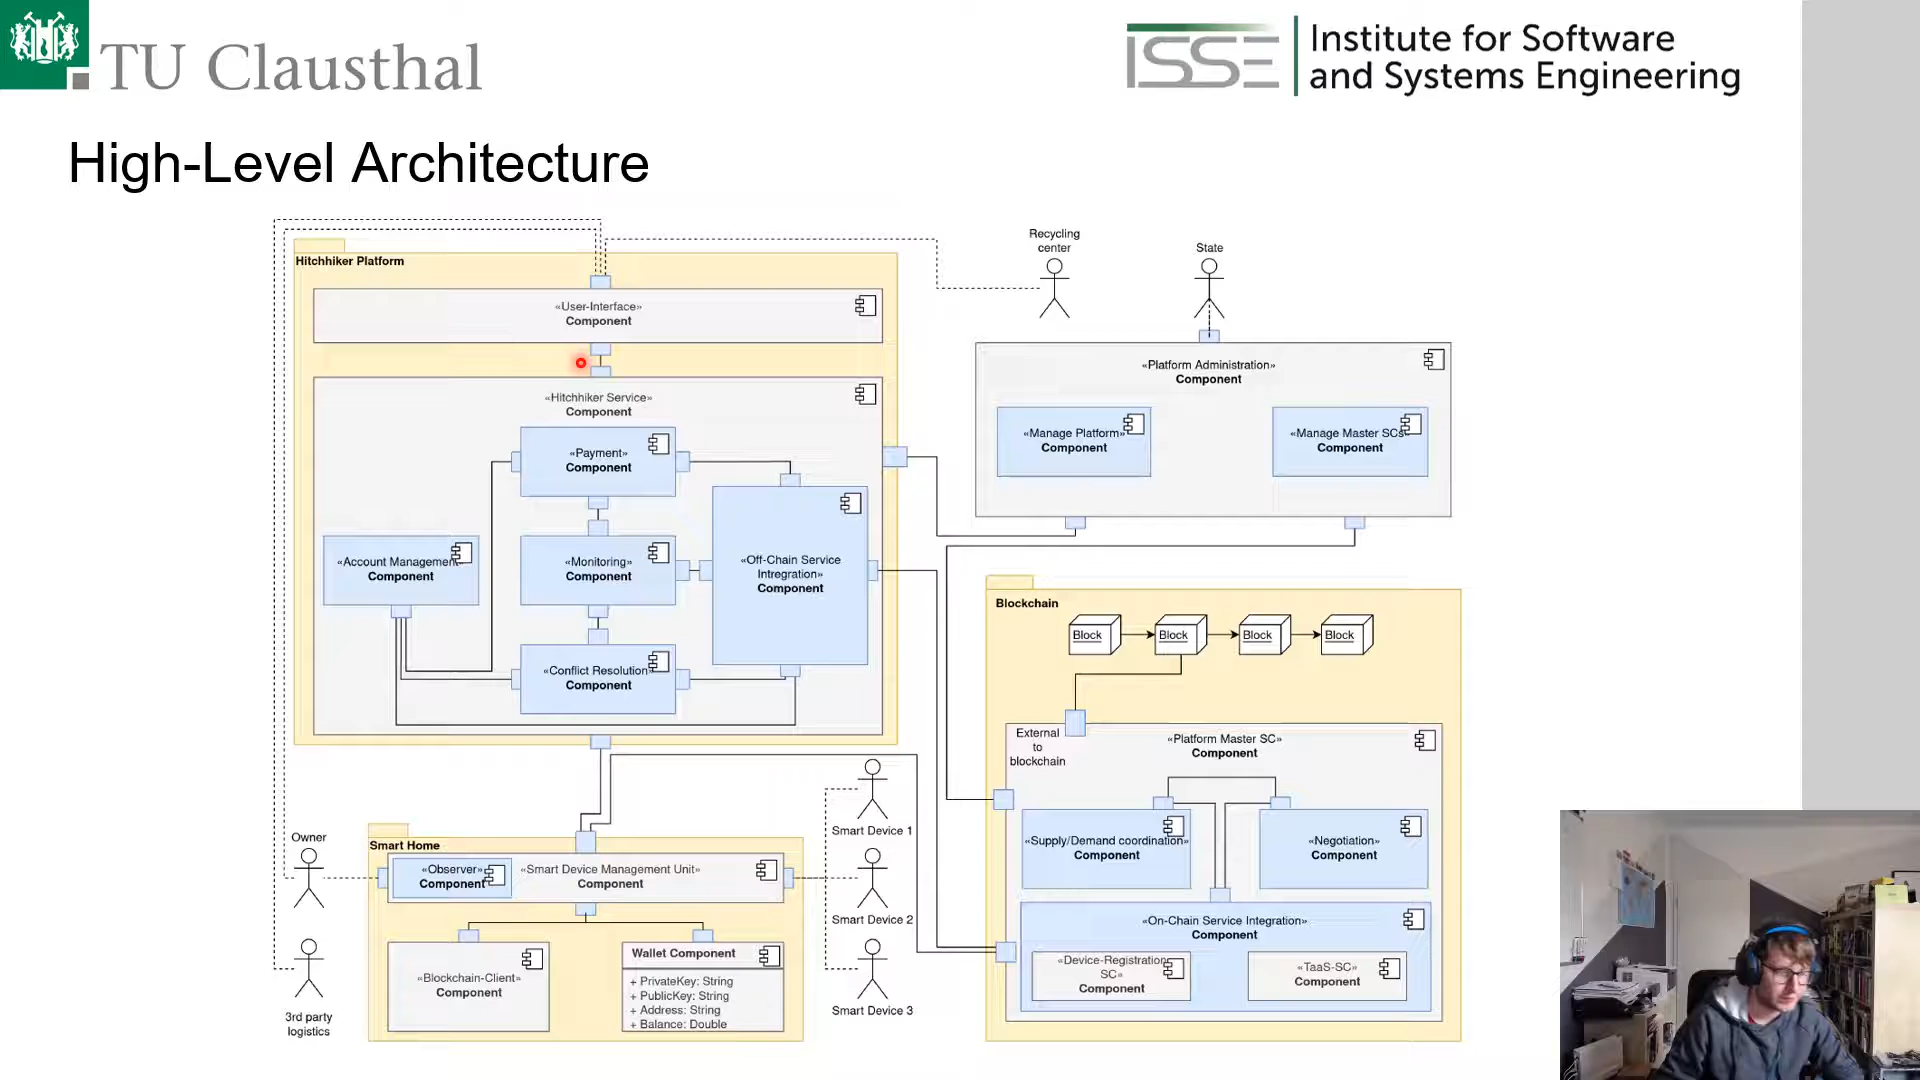 TU Clausthal
ISSE
Institute for Software
and Systems Engineering
High-Level Architecture
Hitchhiker Platform
«User-Interface»
Component
«Hitchhiker Service»
Component
«Payment»
Component
«Account Management»
Component
«Monitoring»
Component
«Off-Chain Service
Intregration»
Component
«Conflict Resolution»
Component
Recycling
center
State
«Platform Administration»
Component
«Manage Platform»
Component
«Manage Master SCs»
Component
Blockchain
Block
Block
Block
Block
External
to
blockchain
«Platform Master SC»
Component
«Supply/Demand coordination»
Component
«Negotiation»
Component
«On-Chain Service Integration»
Component
«Device-Registration
SC»
Component
«TaaS-SC»
Component
Owner
3rd party
logistics
Smart Home
«Observer»
Component
«Smart Device Management Unit»
Component
«Blockchain-Client»
Component
Wallet Component
+ PrivateKey: String
+ PublicKey: String
+ Address: String
+ Balance: Double
Smart Device 1
Smart Device 2
Smart Device 3